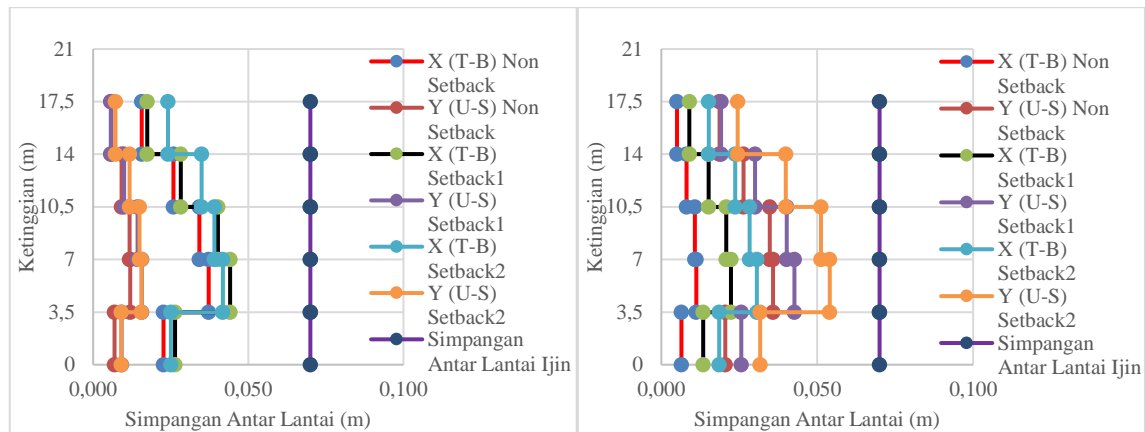 21
17,5
14
10,5
7
3,5
0
Ketinggian (m)
0,000
0,050
0,100
Simpangan Antar Lantai (m)
X (T-B) Non
Setback
Y (U-S) Non
Setback
X (T-B)
Setback1
Y (U-S)
Setback1
X (T-B)
Setback2
Y (U-S)
Setback2
Simpangan
Antar Lantai Ijin
21
17,5
14
10,5
7
3,5
0
Ketinggian (m)
0,000
0,050
0,100
Simpangan Antar Lantai (m)
X (T-B) Non
Setback
Y (U-S) Non
Setback
X (T-B)
Setback1
Y (U-S)
Setback1
X (T-B)
Setback2
Y (U-S)
Setback2
Simpangan
Antar Lantai Ijin